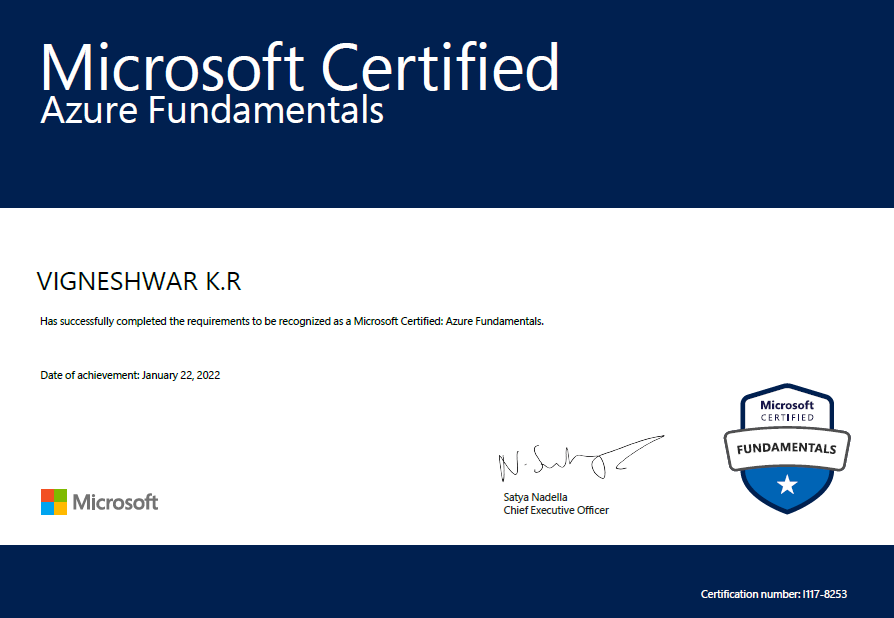 Microsoft Certified
Azure Fundamentals
VIGNESHWAR K.R
Has successfully completed the requirements to be recognized as a Microsoft Certified: Azure Fundamentals.
Date of achievement: January 22, 2022
Microsoft
CERTIFIED
FUNDAMENTALS
N. Satya
Microsoft
Satya Nadella
Chief Executive Officer
Certification number: I117-8253